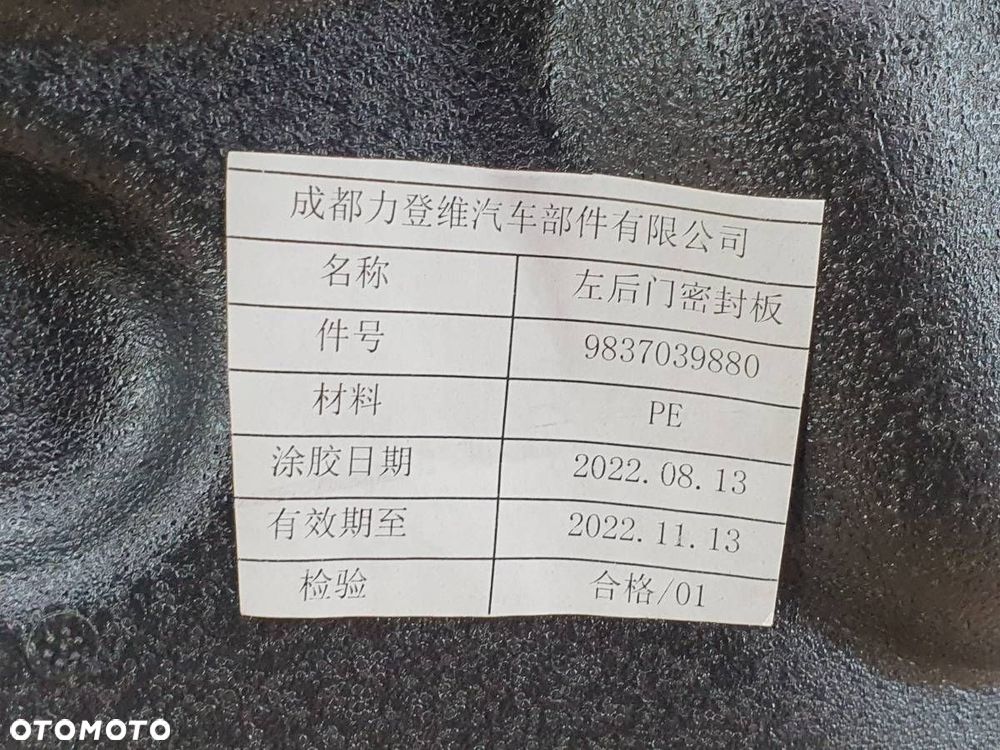 成都力登维汽车部件有限公司
名称 左后门密封板
件号 9837039880
材料 PE
涂胶日期 2022.08.13
有效期至 2022.11.13
检验 合格/01
OTOMOTO